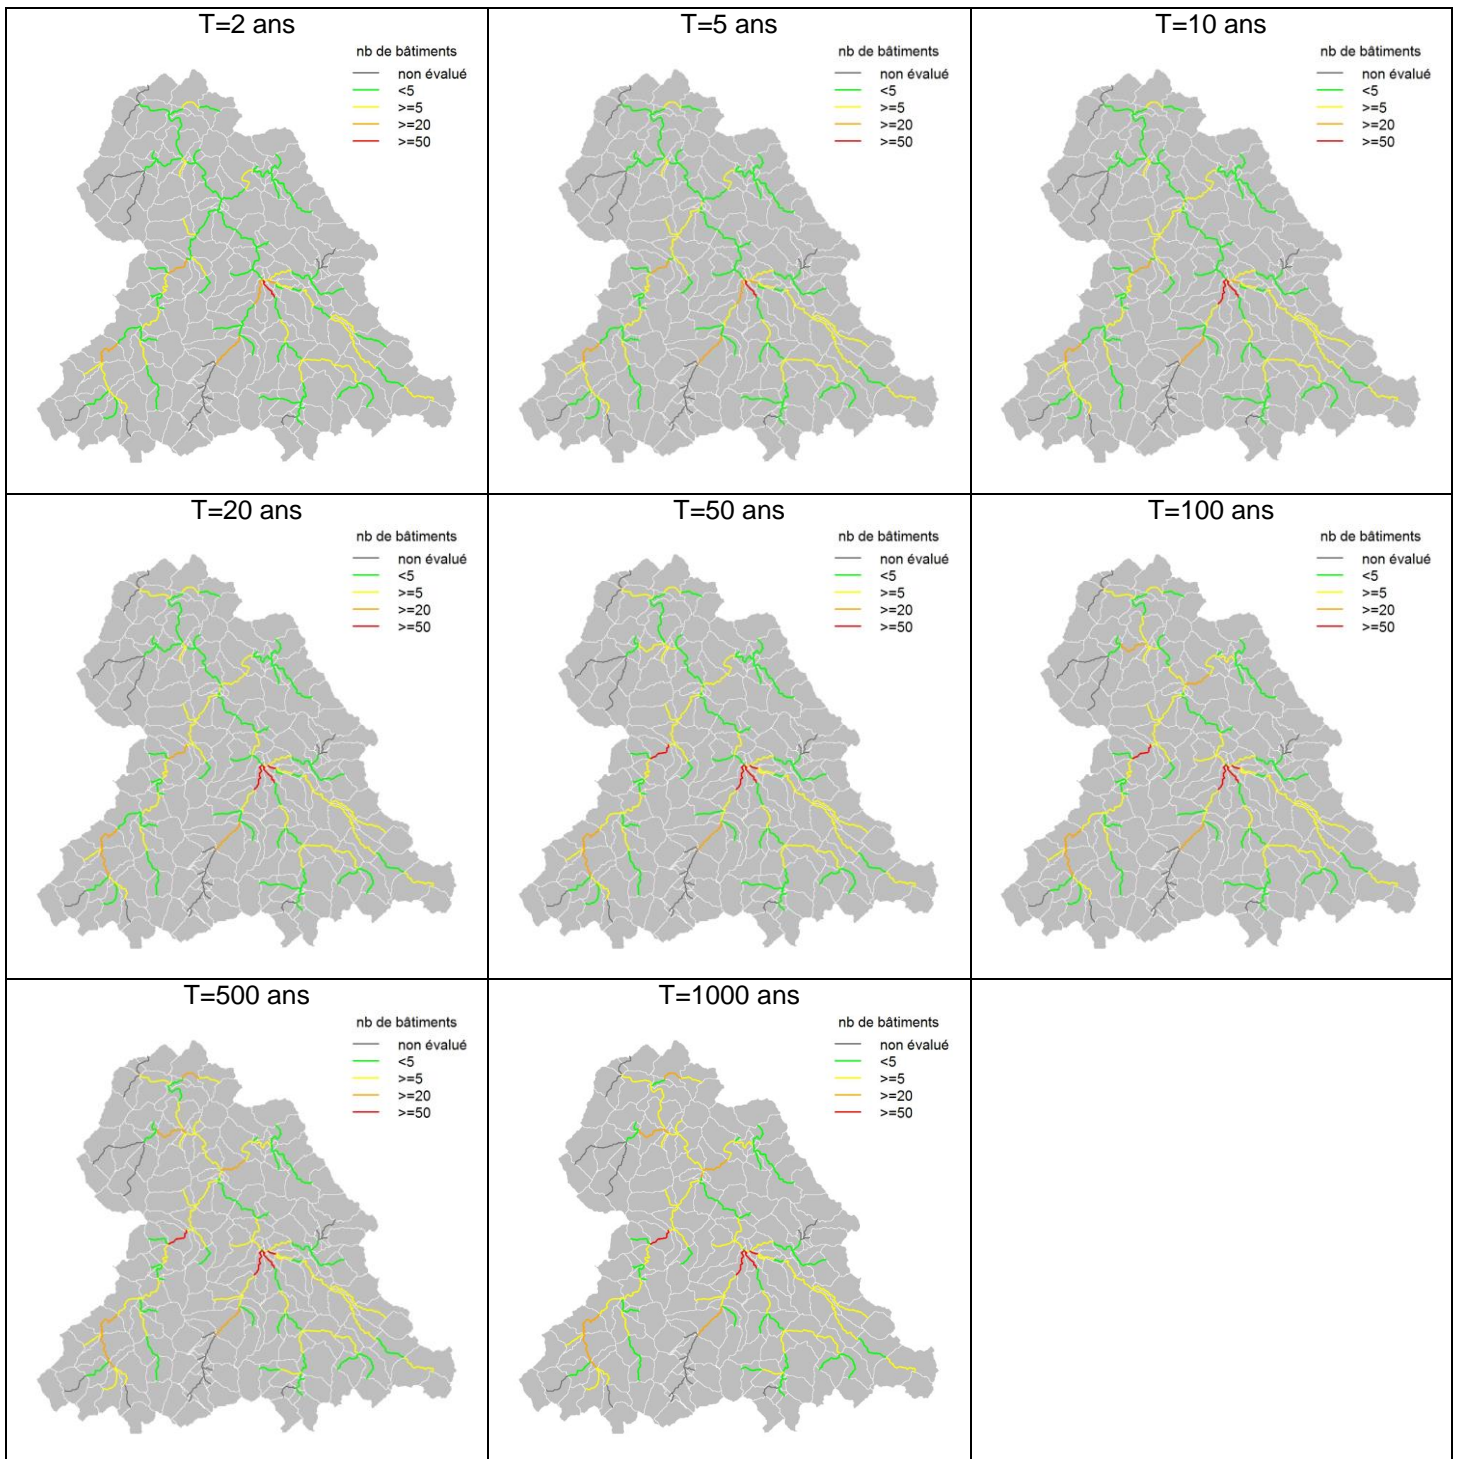 T=2 ans
nb de bâtiments
non évalué
<5
>=5
>=20
>=50
T=5 ans
nb de bâtiments
non évalué
<5
>=5
>=20
>=50
T=10 ans
nb de bâtiments
non évalué
<5
>=5
>=20
>=50
T=20 ans
nb de bâtiments
non évalué
<5
>=5
>=20
>=50
T=50 ans
nb de bâtiments
non évalué
<5
>=5
>=20
>=50
T=100 ans
nb de bâtiments
non évalué
<5
>=5
>=20
>=50
T=500 ans
nb de bâtiments
non évalué
<5
>=5
>=20
>=50
T=1000 ans
nb de bâtiments
non évalué
<5
>=5
>=20
>=50